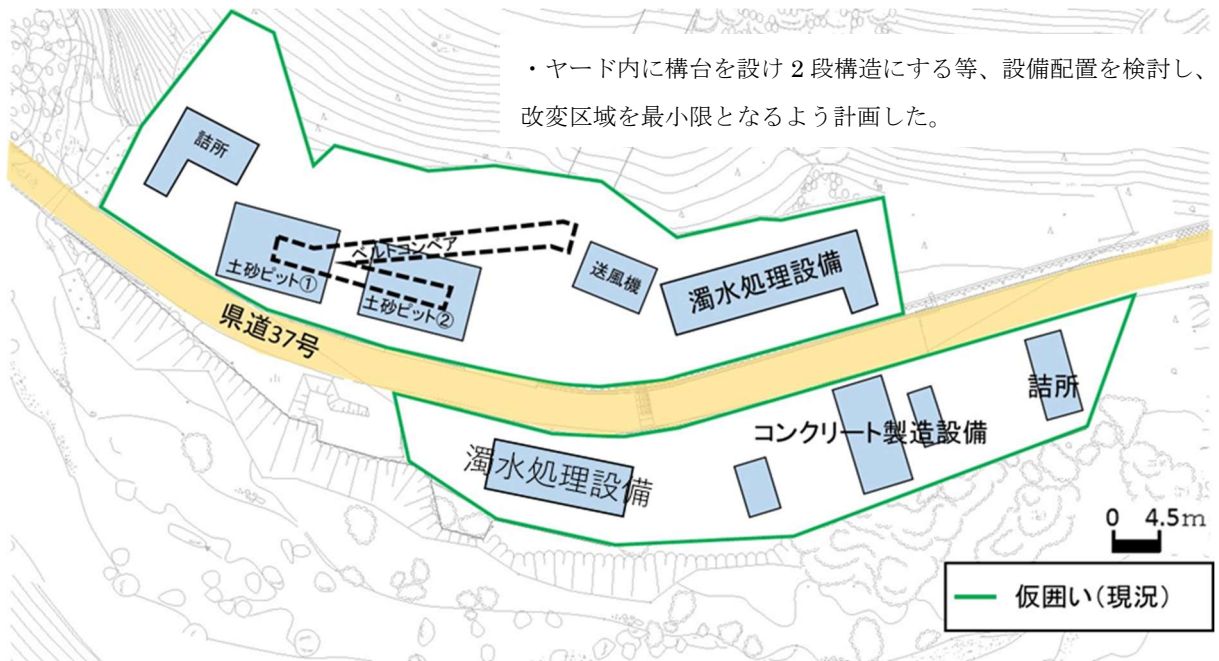 ・ヤード内に構台を設け 2 段構造にする等、設備配置を検討し、
改変区域を最小限となるよう計画した。
詰所
ベルトコンベア
土砂ピット①
土砂ピット②
送風機
濁水処理設備
県道37号
濁水処理設備
コンクリート製造設備
詰所
0 4.5m
仮囲い(現況)